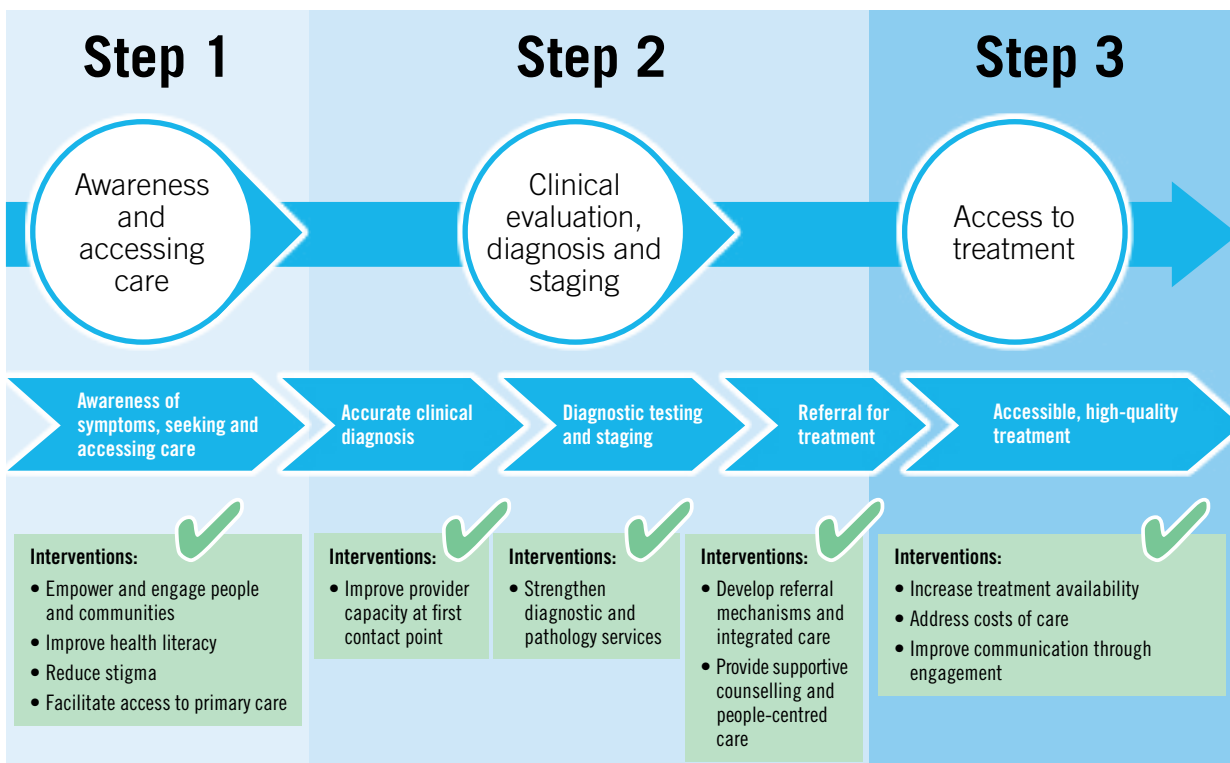 Step 1
Step 2
Step 3
Awareness
and
accessing
care
Clinical
evaluation,
diagnosis and
staging
Access to
treatment
Awareness of
symptoms, seeking and
accessing care
Accurate clinical
diagnosis
Diagnostic testing
and staging
Referral for
treatment
Accessible, high-quality
treatment
Interventions:
• Empower and engage people
and communities
• Improve health literacy
• Reduce stigma
• Facilitate access to primary care
Interventions:
• Improve provider
capacity at first
contact point
Interventions:
• Strengthen
diagnostic and
pathology services
Interventions:
• Develop referral
mechanisms and
integrated care
• Provide supportive
counselling and
people-centred
care
Interventions:
• Increase treatment availability
• Address costs of care
• Improve communication through
engagement